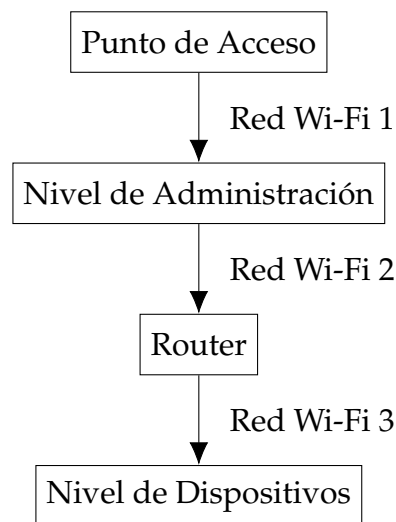 Punto de Acceso
Red Wi-Fi 1
Nivel de Administración
Red Wi-Fi 2
Router
Red Wi-Fi 3
Nivel de Dispositivos